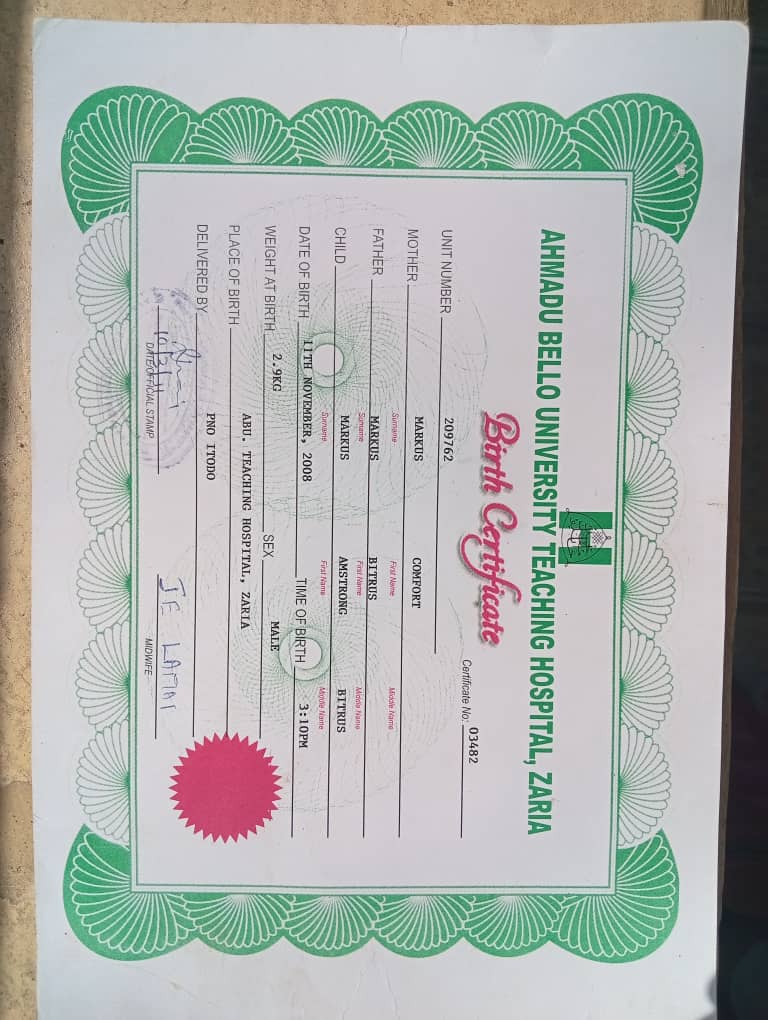 AHMADU BELLO UNIVERSITY TEACHING HOSPITAL, ZARIA
Birth Certificate
Certificate No: 03482
UNIT NUMBER 209762
MOTHER MARKUS COMFORT
Surname First Name Middle Name
FATHER MARKUS BITRUS
Surname First Name Middle Name
CHILD MARKUS AMSTRONG BITRUS
Surname First Name Middle Name
DATE OF BIRTH 11TH NOVEMBER, 2008 TIME OF BIRTH 3:10PM
WEIGHT AT BIRTH 2.9KG SEX MALE
PLACE OF BIRTH ABU. TEACHING HOSPITAL, ZARIA
DELIVERED BY PNO ITODO
DATE/OFFICIAL STAMP MIDWIFE